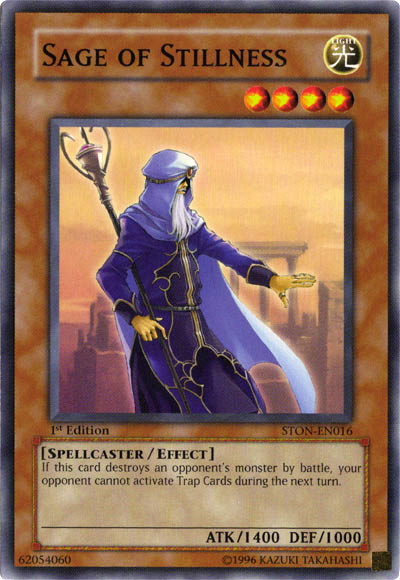 SAGE OF STILLNESS
LIGHT
光
1st Edition
STON-EN016
[SPELLCASTER / EFFECT]
If this card destroys an opponent's monster by battle, your
opponent cannot activate Trap Cards during the next turn.
ATK/1400 DEF/1000
62054060
©1996 KAZUKI TAKAHASHI